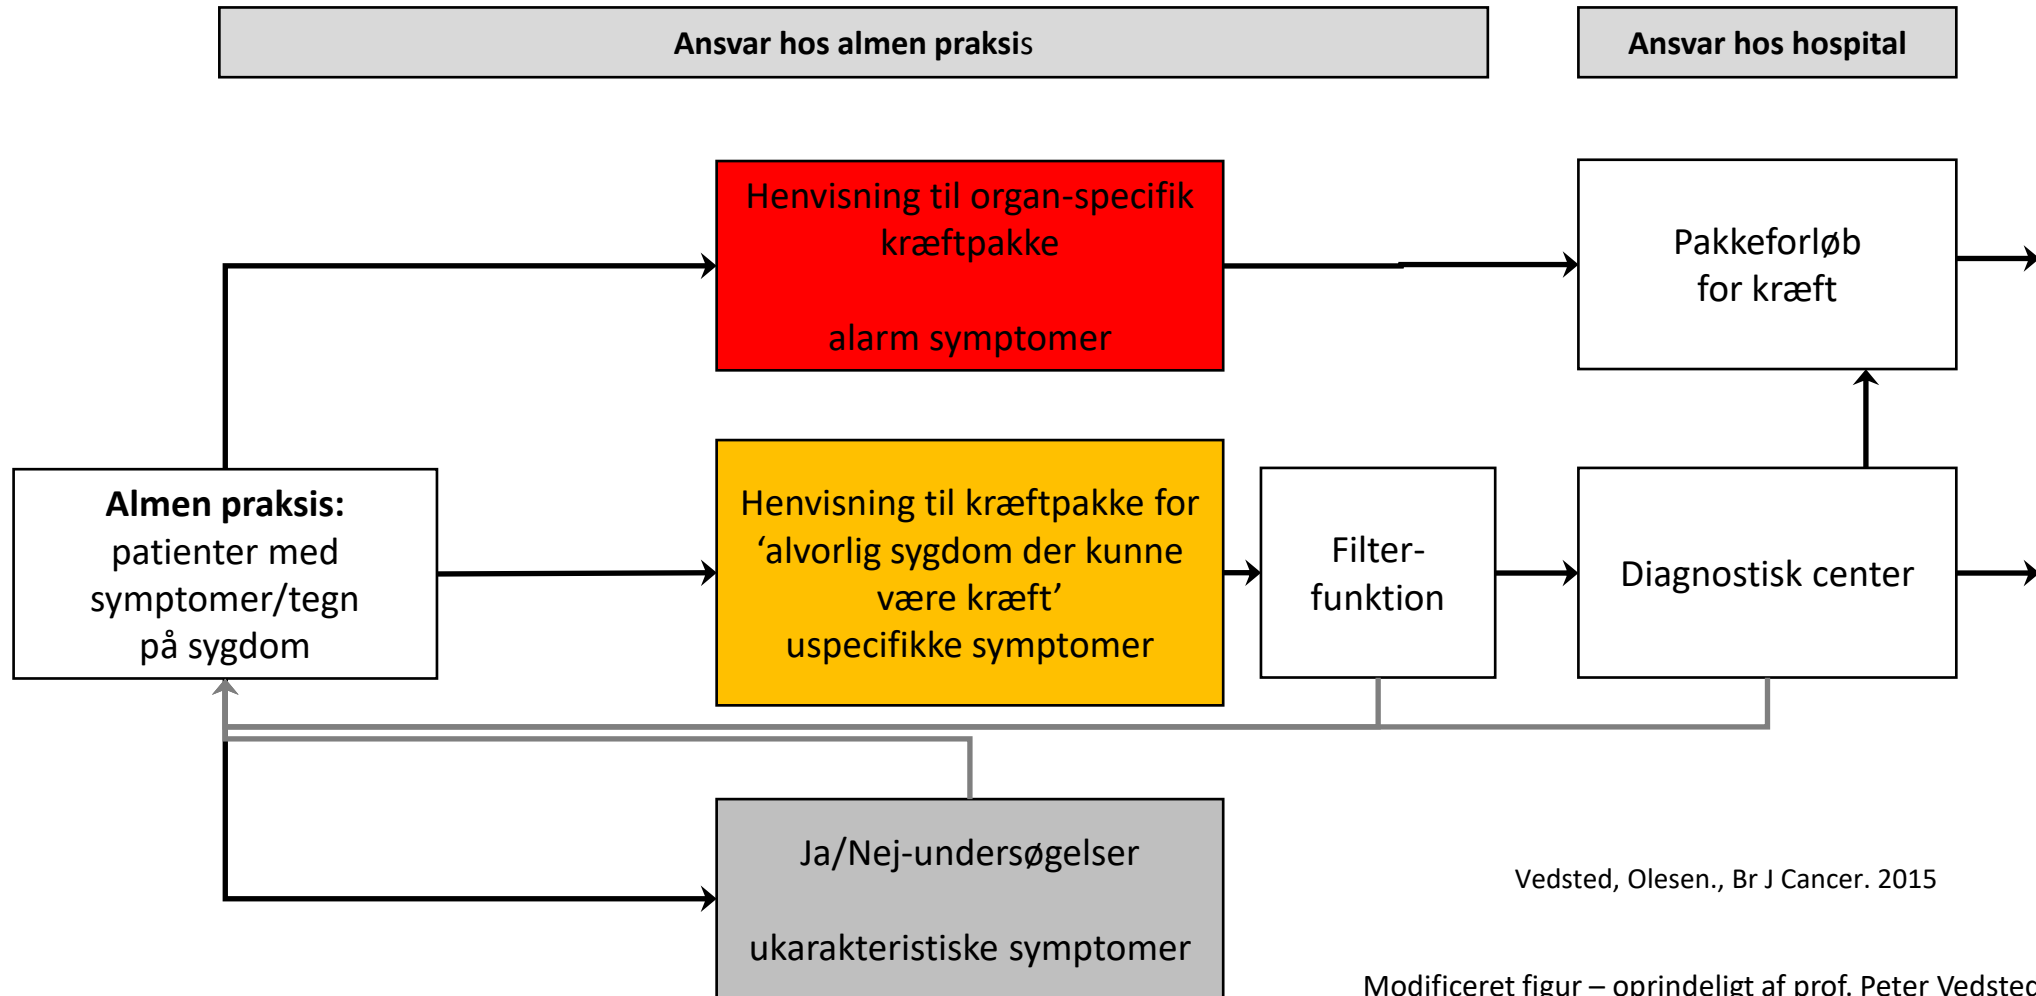 Ansvar hos almen praksis
Ansvar hos hospital
Henvisning til organ-specifik
kræftpakke
alarm symptomer
Pakkeforløb
for kræft
Almen praksis:
patienter med
symptomer/tegn
på sygdom
Henvisning til kræftpakke for
‘alvorlig sygdom der kunne
være kræft’
uspecifikke symptomer
Filter-
funktion
Diagnostisk center
Ja/Nej-undersøgelser
ukarakteristiske symptomer
Vedsted, Olesen., Br J Cancer. 2015
Modificeret figur – oprindeligt af prof. Peter Vedsted